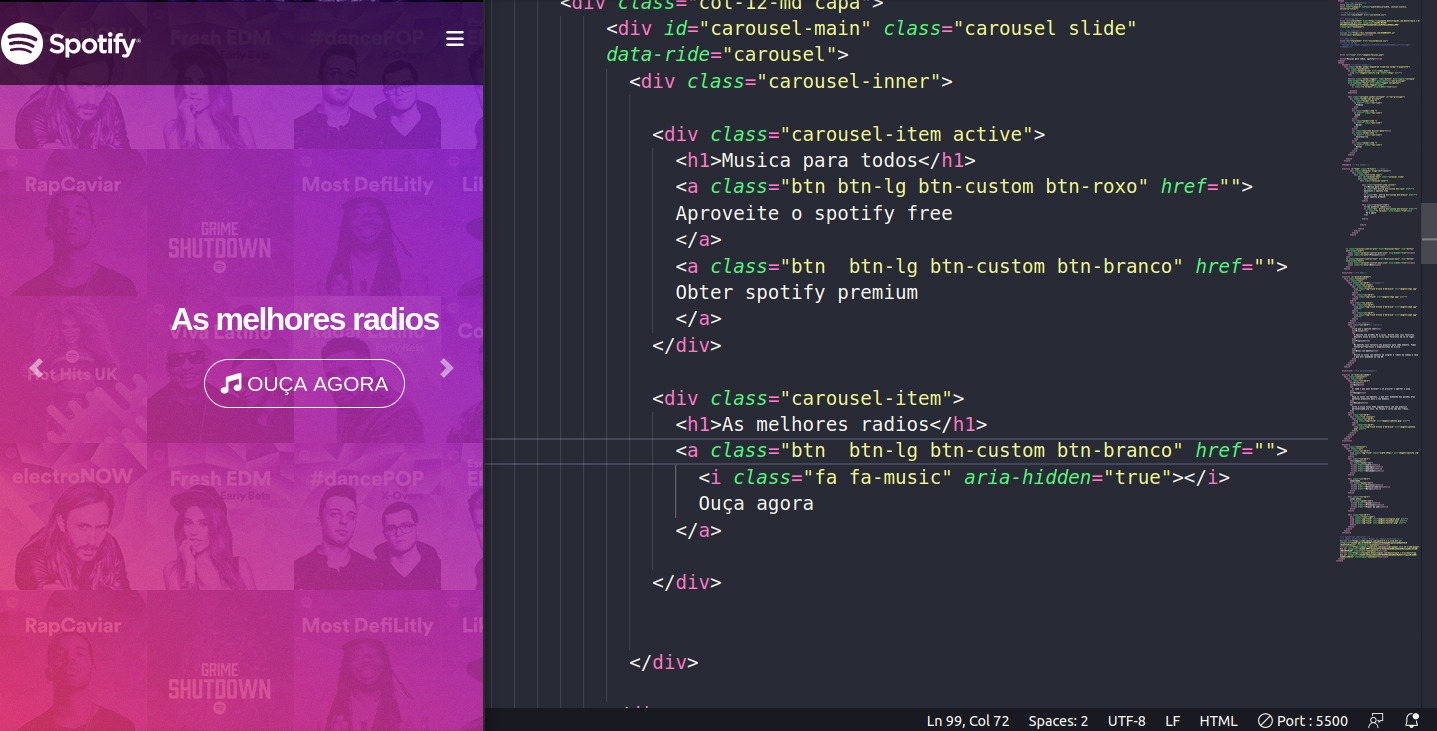 Spotify
RapCaviar
Most DefiLitly
GRIME
SHUTDOWN
As melhores radios
Viva Latino
Hot Hits UK
OUÇA AGORA
electroNOW
Fresh EDM
Early Bets
#dancePOP
X-Overs
RapCaviar
Most DefiLitly
GRIME
SHUTDOWN
<div class="col-12-md capa">
<div id="carousel-main" class="carousel slide"
data-ride="carousel">
<div class="carousel-inner">
<div class="carousel-item active">
<h1>Musica para todos</h1>
<a class="btn btn-lg btn-custom btn-roxo" href="">
Aproveite o spotify free
</a>
<a class="btn  btn-lg btn-custom btn-branco" href="">
Obter spotify premium
</a>
</div>
<div class="carousel-item">
<h1>As melhores radios</h1>
<a class="btn  btn-lg btn-custom btn-branco" href="">
<i class="fa fa-music" aria-hidden="true"></i>
Ouça agora
</a>
</div>
</div>
Ln 99, Col 72 Spaces: 2 UTF-8 LF HTML Port : 5500